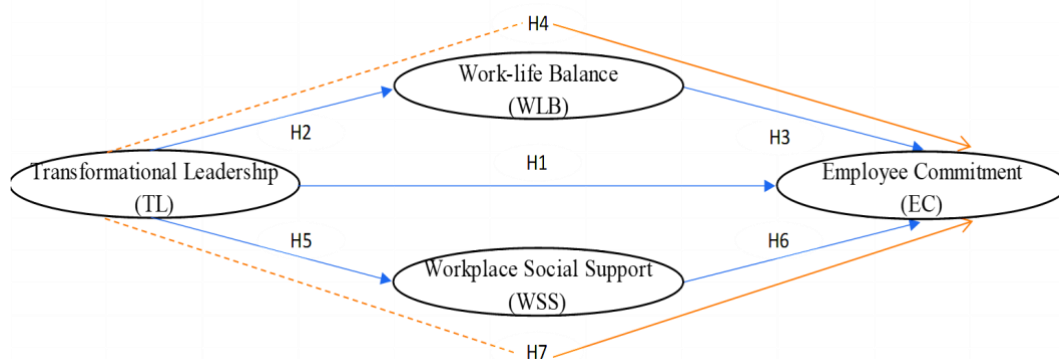 H4
Work-life Balance
(WLB)
H2
H3
Transformational Leadership
(TL)
H1
Employee Commitment
(EC)
H5
H6
Workplace Social Support
(WSS)
H7